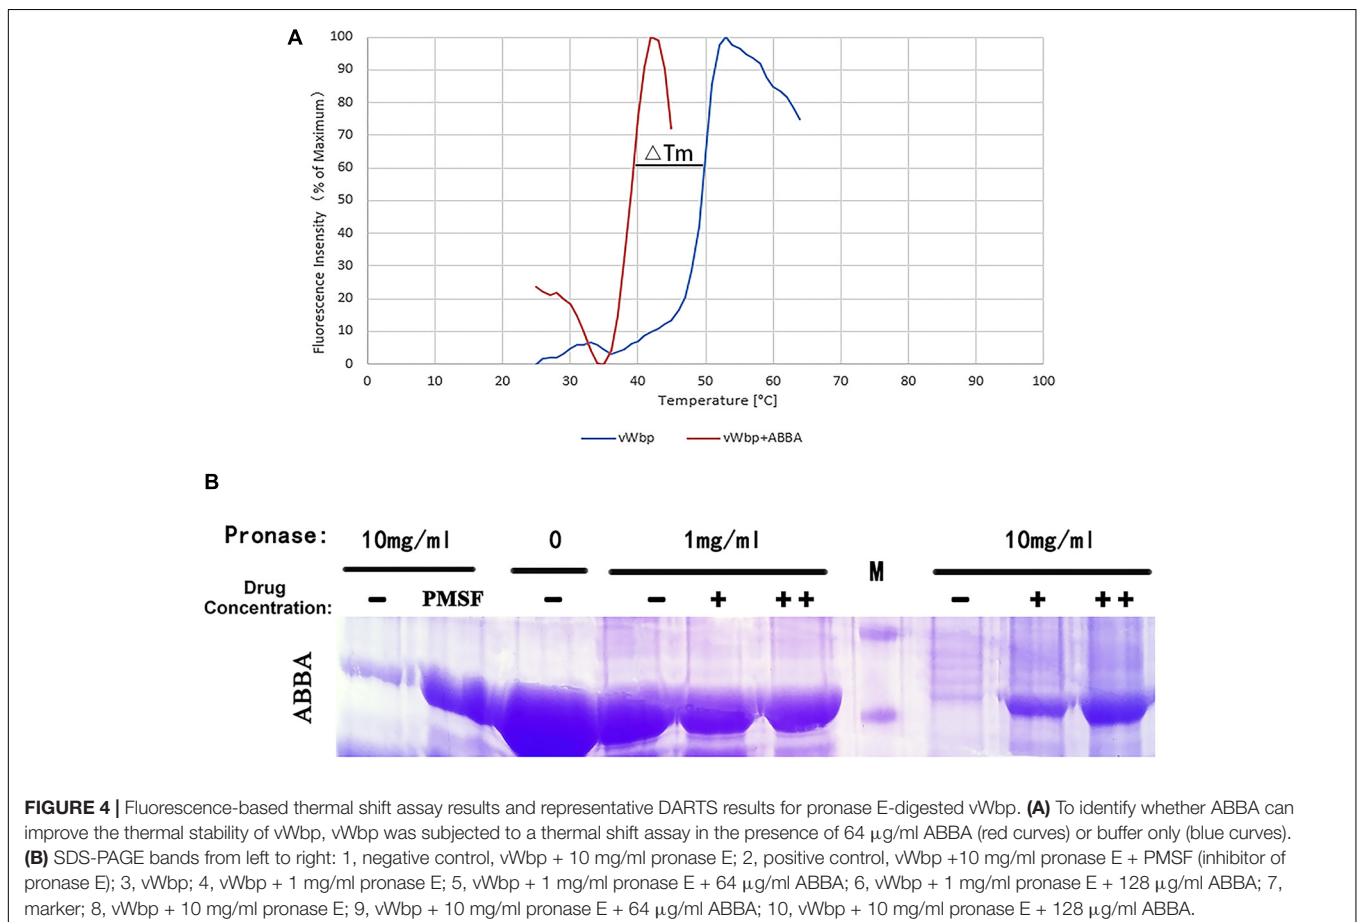 A
100
90
80
70
60
50
40
30
20
10
0
Fluorescence Insensity (% of Maximum)
△Tm
0 10 20 30 40 50 60 70 80 90 100
Temperature [°C]
vWbp vWbp+ABBA
B
Pronase: 10mg/ml 0 1mg/ml M 10mg/ml
Drug
Concentration: − PMSF − − + ++ − + ++
ABBA
FIGURE 4 | Fluorescence-based thermal shift assay results and representative DARTS results for pronase E-digested vWbp. (A) To identify whether ABBA can
improve the thermal stability of vWbp, vWbp was subjected to a thermal shift assay in the presence of 64 μg/ml ABBA (red curves) or buffer only (blue curves).
(B) SDS-PAGE bands from left to right: 1, negative control, vWbp + 10 mg/ml pronase E; 2, positive control, vWbp +10 mg/ml pronase E + PMSF (inhibitor of
pronase E); 3, vWbp; 4, vWbp + 1 mg/ml pronase E; 5, vWbp + 1 mg/ml pronase E + 64 μg/ml ABBA; 6, vWbp + 1 mg/ml pronase E + 128 μg/ml ABBA; 7,
marker; 8, vWbp + 10 mg/ml pronase E; 9, vWbp + 10 mg/ml pronase E + 64 μg/ml ABBA; 10, vWbp + 10 mg/ml pronase E + 128 μg/ml ABBA.